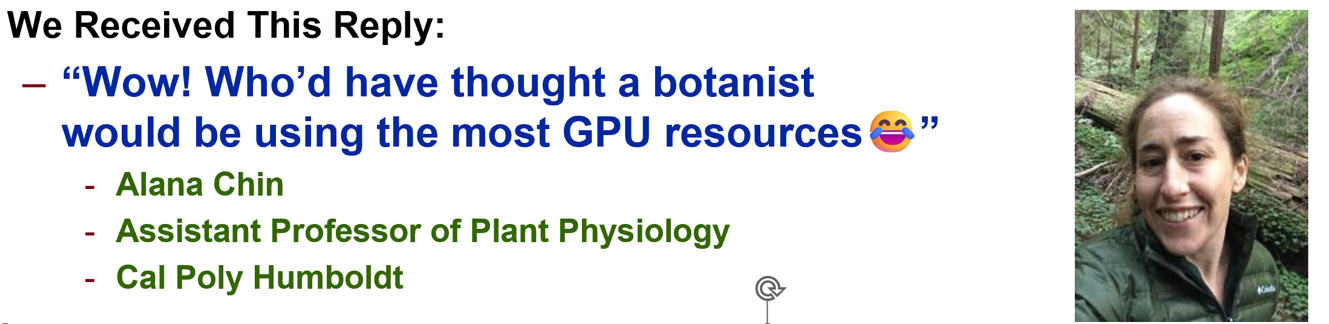 We Received This Reply:
– “Wow! Who’d have thought a botanist
would be using the most GPU resources😂”
- Alana Chin
- Assistant Professor of Plant Physiology
- Cal Poly Humboldt
Columbia